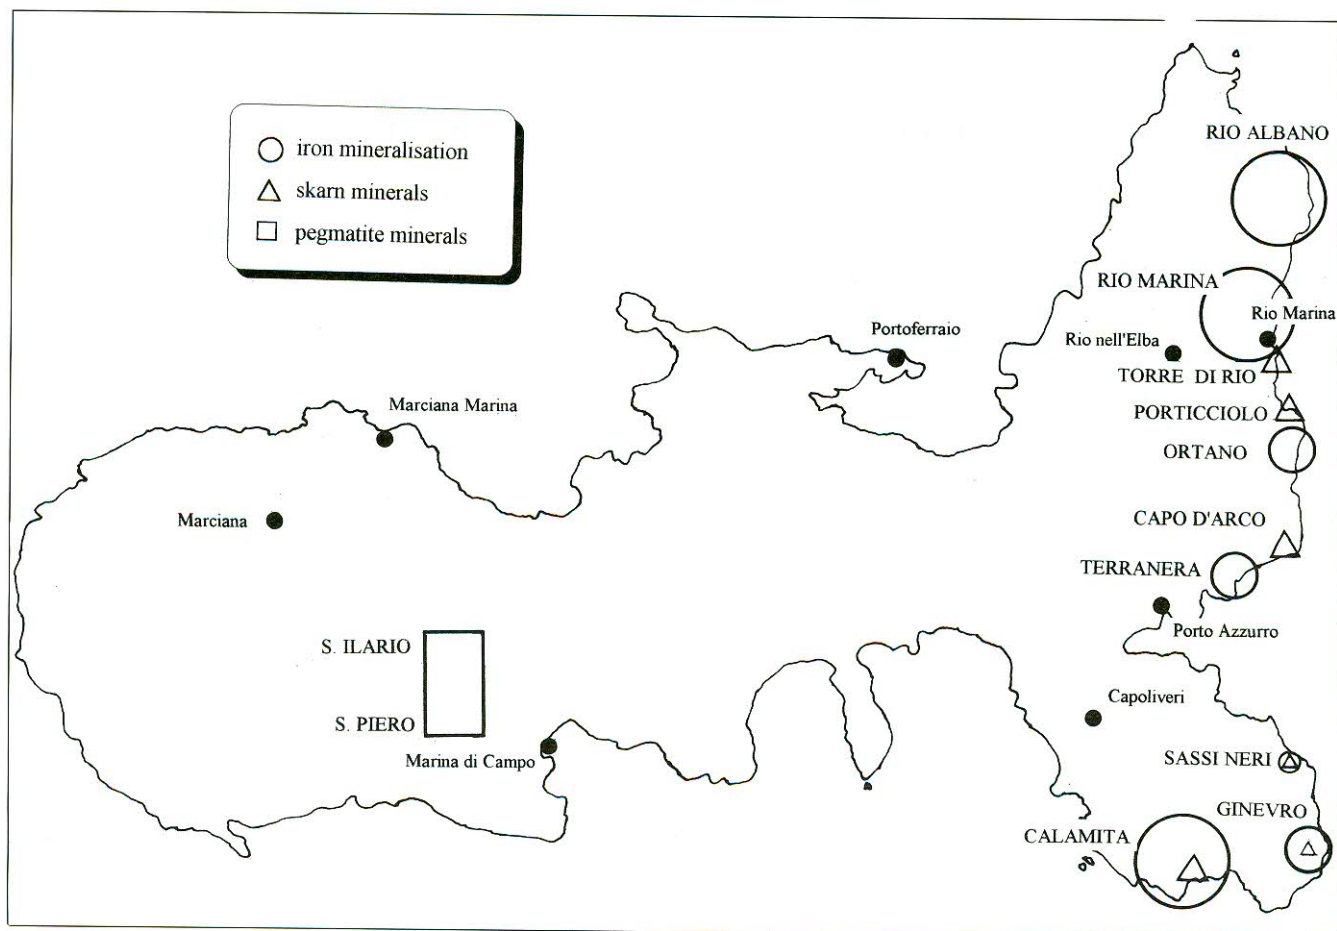 iron mineralisation
skarn minerals
pegmatite minerals
RIO ALBANO
RIO MARINA
Rio Marina
Portoferraio
Rio nell'Elba
TORRE DI RIO
Marciana Marina
PORTICCIOLO
ORTANO
Marciana
CAPO D'ARCO
TERRANERA
Porto Azzurro
S. ILARIO
Capoliveri
S. PIERO
Marina di Campo
SASSI NERI
GINEVRO
CALAMITA